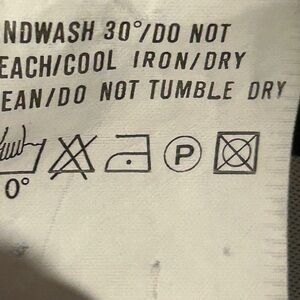 NDWASH 30°/DO NOT
EACH/COOL IRON/DRY
EAN/DO NOT TUMBLE DRY
P
0°